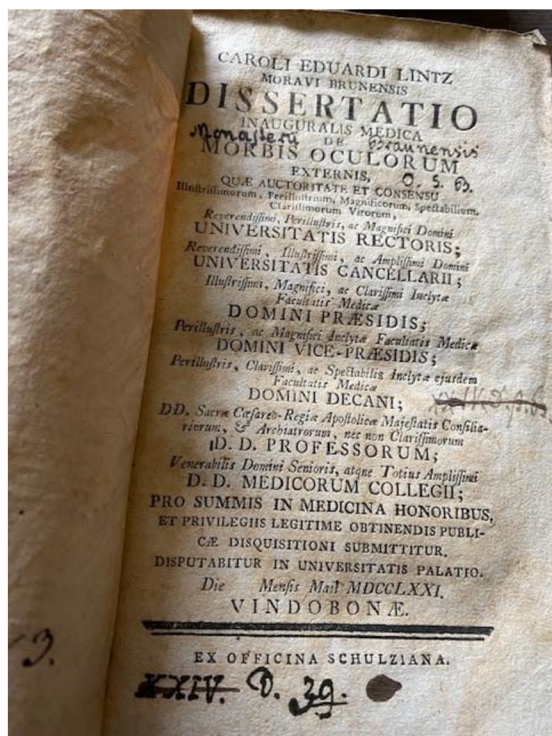 CAROLI EDUARDI LINTZ
MORAVI BRUNENSIS
DISSERTATIO
INAUGURALIS MEDICA
Monasterii DE Braunensis
MORBIS OCULORUM
EXTERNIS, O. S. B.
QUÆ AUCTORITATE ET CONSENSU
Illustrissimorum, Perillustrium, Magnificorum, Spectabilium,
Clarissimorum Virorum,
Reverendissimi, Perillustris, ac Magnifici Domini
UNIVERSITATIS RECTORIS;
Reverendissimi, Illustrissimi, ac Amplissimi Domini
UNIVERSITATIS CANCELLARII;
Illustrissimi, Magnifici, ac Clarissimi Inclytæ
Facultatis Medicæ
DOMINI PRÆSIDIS;
Perillustris, ac Magnifici Inclytæ Facultatis Medicæ
DOMINI VICE-PRÆSIDIS;
Perillustris, Clarissimi, ac Spectabilis Inclytæ ejusdem
Facultatis Medicæ
DOMINI DECANI;
DD. Sacræ Cæsareo-Regiæ Apostolicæ Majestatis Consilia-
riorum, & Archiatrorum, nec non Clarissimorum
D. D. PROFESSORUM;
Venerabilis Domini Senioris, atque Totius Amplissimi
D. D. MEDICORUM COLLEGII;
PRO SUMMIS IN MEDICINA HONORIBUS,
ET PRIVILEGIIS LEGITIME OBTINENDIS PUBLI-
CÆ DISQUISITIONI SUBMITTITUR.
DISPUTABITUR IN UNIVERSITATIS PALATIO.
Die Mensis Maii MDCCLXXI.
VINDOBONÆ.
EX OFFICINA SCHULZIANA.
XXIV. D. 39.
3.